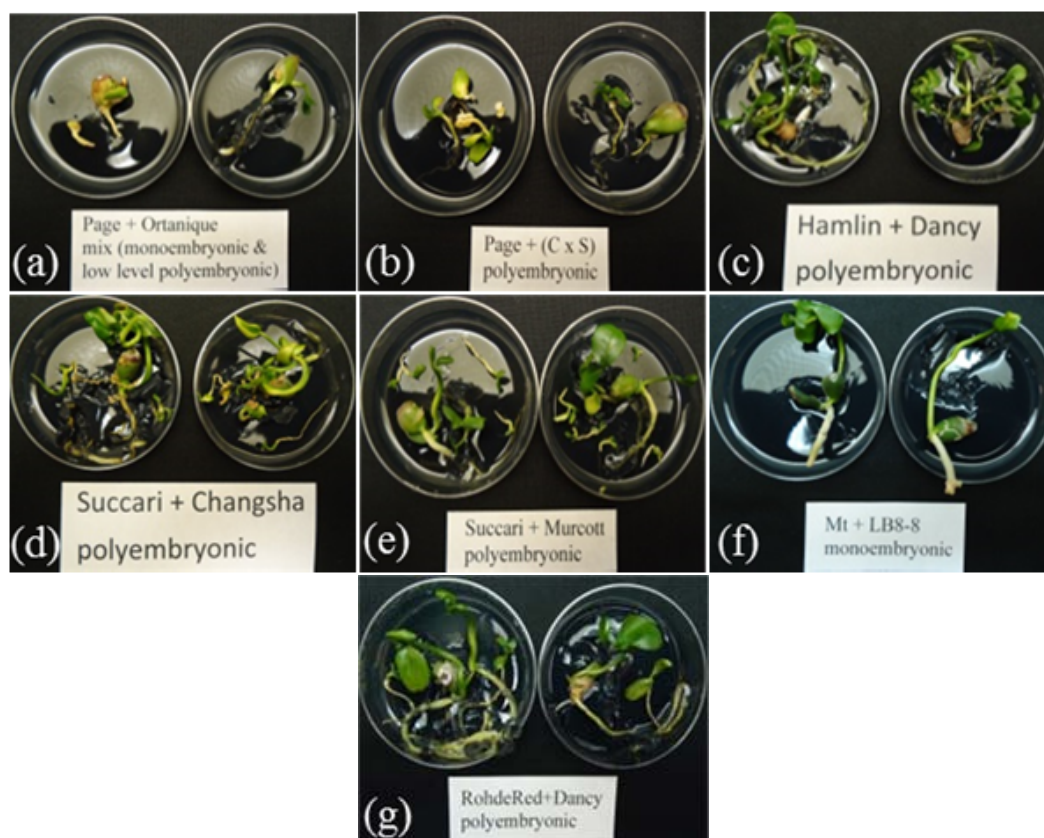 Page + Ortanique
mix (monoembryonic &
low level polyembryonic)
(a)
Page + (C x S)
polyembryonic
(b)
Hamlin + Dancy
polyembryonic
(c)
Succari + Changsha
polyembryonic
(d)
Succari + Murcott
polyembryonic
(e)
Mt + LB8-8
monoembryonic
(f)
RohdeRed+Dancy
polyembryonic
(g)